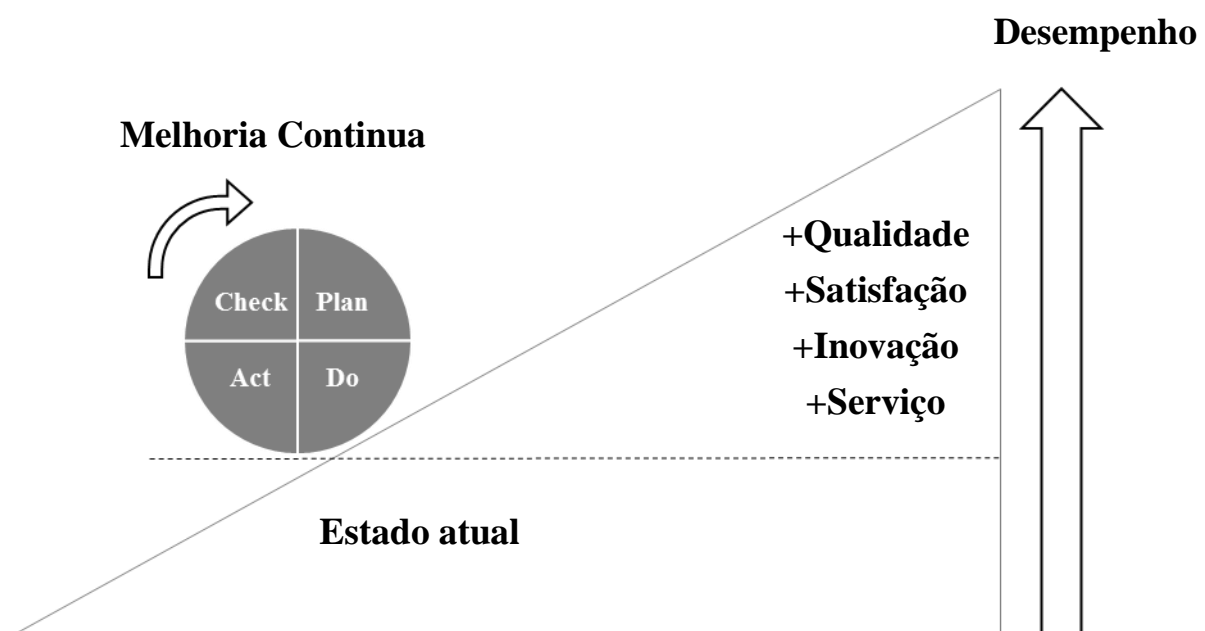 Desempenho
Melhoria Continua
+Qualidade
+Satisfação
+Inovação
+Serviço
Check Plan
Act Do
Estado atual